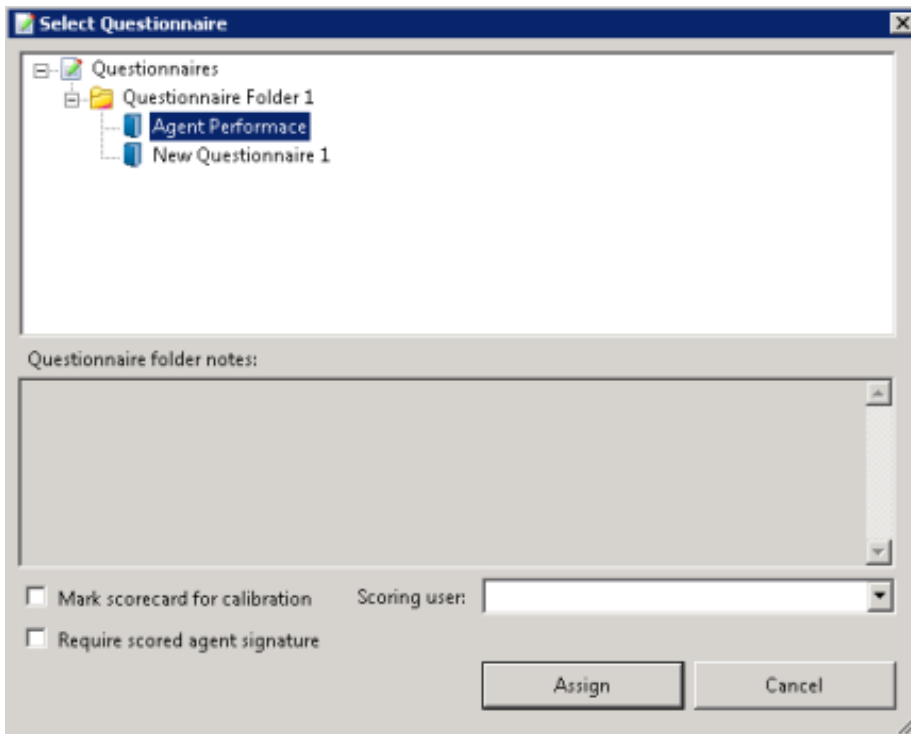 Select Questionnaire
Questionnaires
Questionnaire Folder 1
Agent Performace
New Questionnaire 1
Questionnaire folder notes:
Mark scorecard for calibration Scoring user:
Require scored agent signature
Assign Cancel